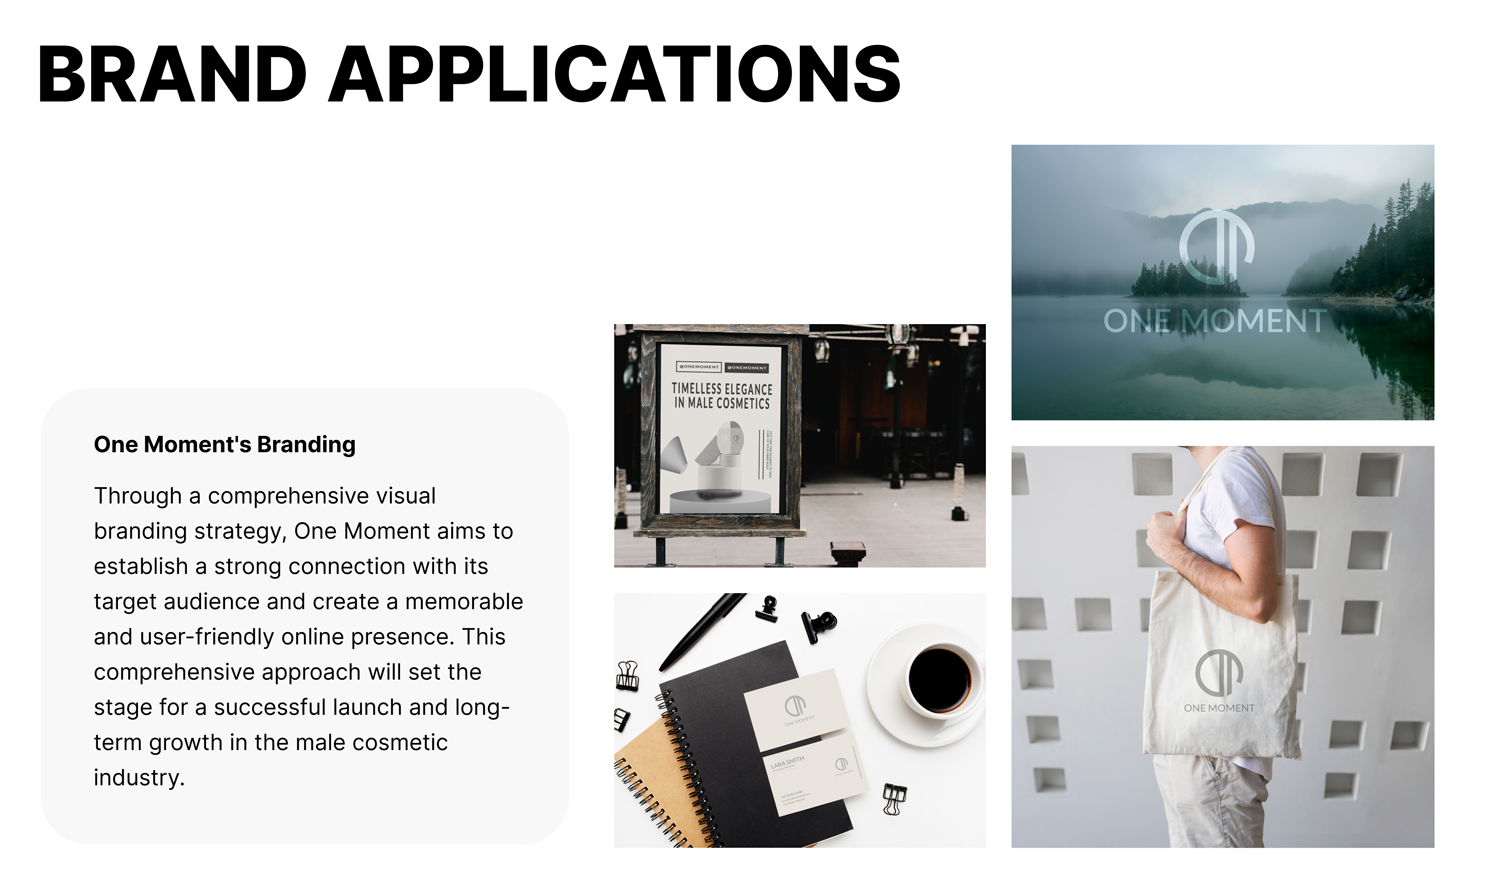 BRAND APPLICATIONS
One Moment's Branding
Through a comprehensive visual
branding strategy, One Moment aims to
establish a strong connection with its
target audience and create a memorable
and user-friendly online presence. This
comprehensive approach will set the
stage for a successful launch and long-
term growth in the male cosmetic
industry.
@ONEMOMENT @ONEMOMENT
TIMELLESS ELEGANCE
IN MALE COSMETICS
ONE MOMENT
LARA SMITH
ONE MOMENT
ONE MOMENT